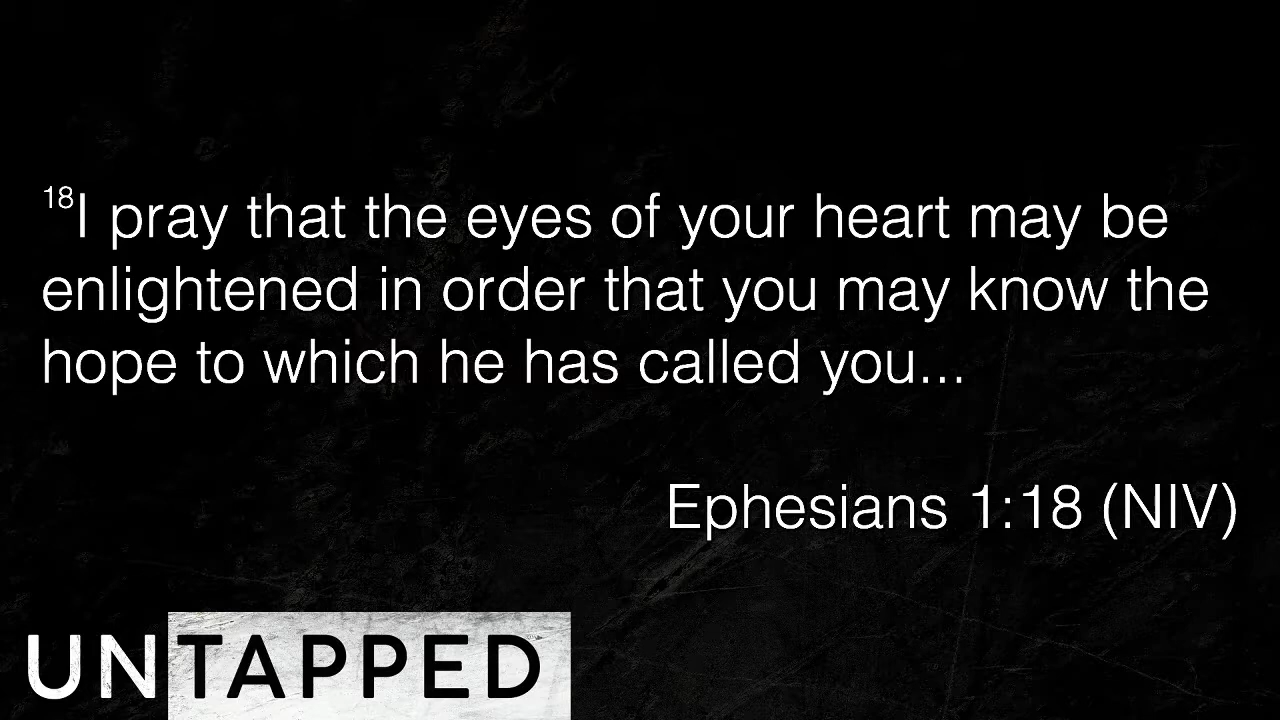 18I pray that the eyes of your heart may be
enlightened in order that you may know the
hope to which he has called you...
Ephesians 1:18 (NIV)
UNTAPPED